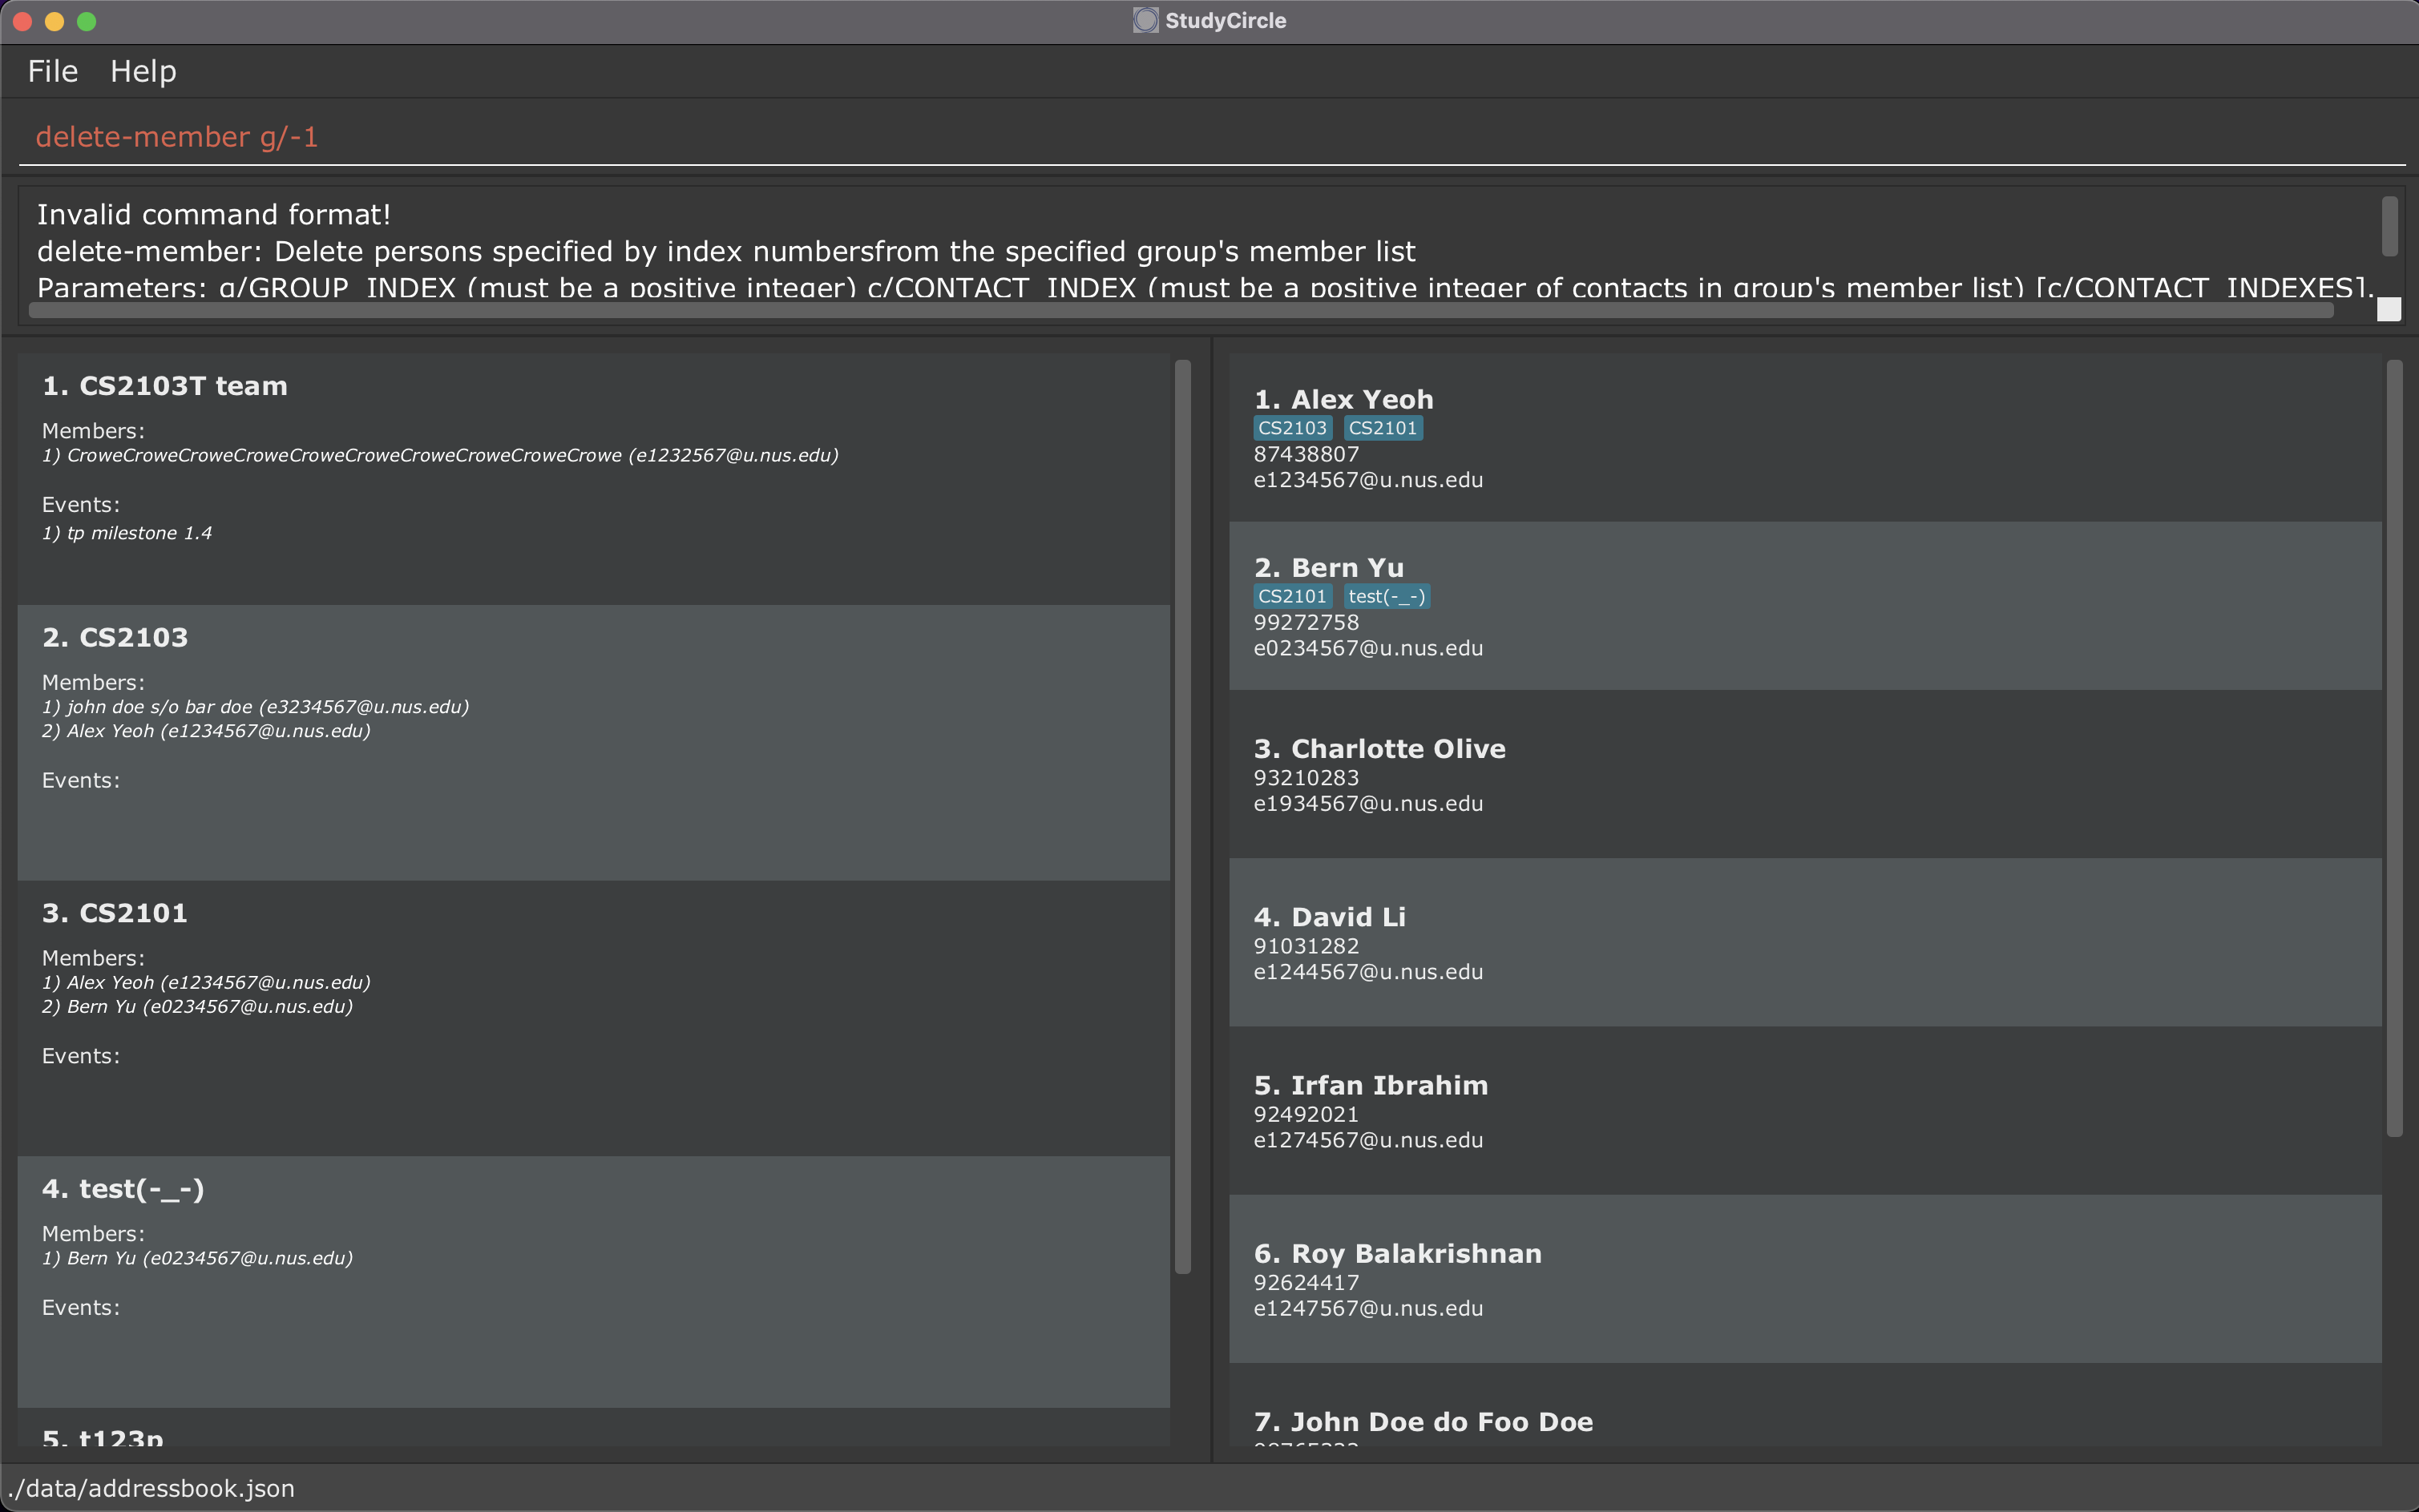 StudyCircle
File Help
delete-member g/-1
Invalid command format!
delete-member: Delete persons specified by index numbersfrom the specified group's member list
Parameters: g/GROUP_INDEX (must be a positive integer) c/CONTACT_INDEX (must be a positive integer of contacts in group's member list) [c/CONTACT_INDEXES].
1. CS2103T team
Members:
1) CroweCroweCroweCroweCroweCroweCroweCroweCroweCrowe (e1232567@u.nus.edu)
Events:
1) tp milestone 1.4
2. CS2103
Members:
1) john doe s/o bar doe (e3234567@u.nus.edu)
2) Alex Yeoh (e1234567@u.nus.edu)
Events:
3. CS2101
Members:
1) Alex Yeoh (e1234567@u.nus.edu)
2) Bern Yu (e0234567@u.nus.edu)
Events:
4. test(-_-)
Members:
1) Bern Yu (e0234567@u.nus.edu)
Events:
5. t123p
1. Alex Yeoh
CS2103 CS2101
87438807
e1234567@u.nus.edu
2. Bern Yu
CS2101 test(-_-)
99272758
e0234567@u.nus.edu
3. Charlotte Olive
93210283
e1934567@u.nus.edu
4. David Li
91031282
e1244567@u.nus.edu
5. Irfan Ibrahim
92492021
e1274567@u.nus.edu
6. Roy Balakrishnan
92624417
e1247567@u.nus.edu
7. John Doe do Foo Doe
./data/addressbook.json